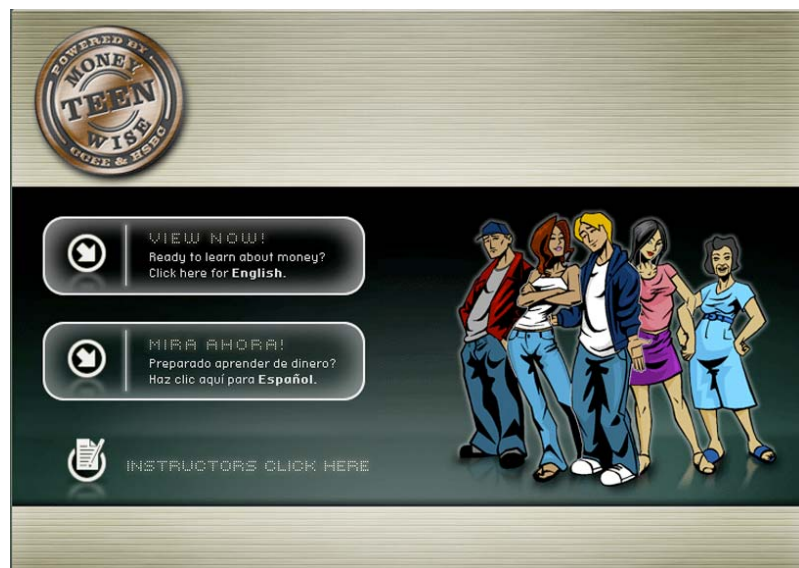 POWERED BY
MONEY
TEEN
WISE
CCEE & HSBC
VIEW NOW!
Ready to learn about money?
Click here for English.
MIRA AHORA!
Preparado aprender de dinero?
Haz clic aquí para Español.
INSTRUCTORS CLICK HERE